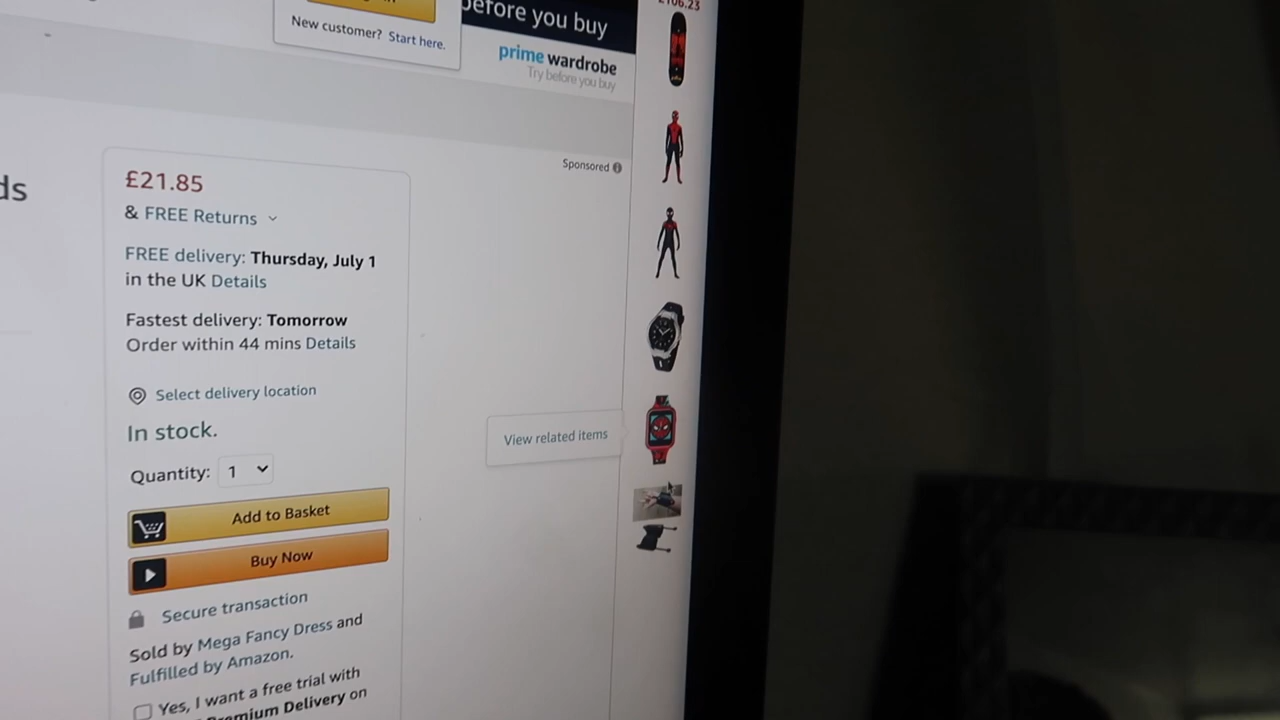 before you buy
£106.23
New customer? Start here.
prime wardrobe
Try before you buy
Sponsored
ds
£21.85
& FREE Returns
FREE delivery: Thursday, July 1
in the UK Details
Fastest delivery: Tomorrow
Order within 44 mins Details
Select delivery location
In stock.
View related items
Quantity: 1
Add to Basket
Buy Now
Secure transaction
Sold by Mega Fancy Dress and
Fulfilled by Amazon.
Yes, I want a free trial with
Premium Delivery on